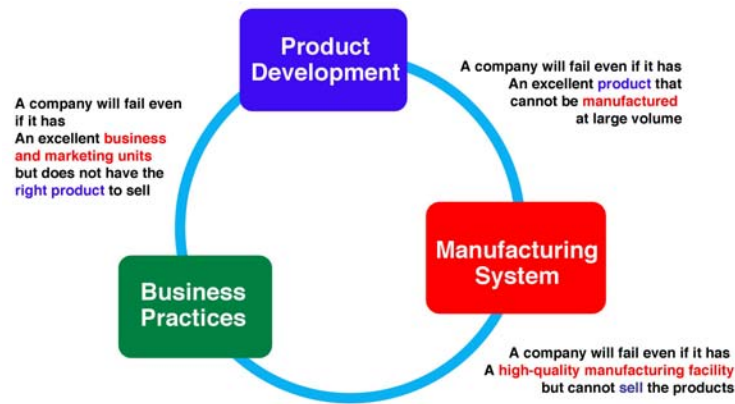 Product
Development
A company will fail even if it has
An excellent product that
cannot be manufactured
at large volume
A company will fail even
if it has
An excellent business
and marketing units
but does not have the
right product to sell
Manufacturing
System
Business
Practices
A company will fail even if it has
A high-quality manufacturing facility
but cannot sell the products